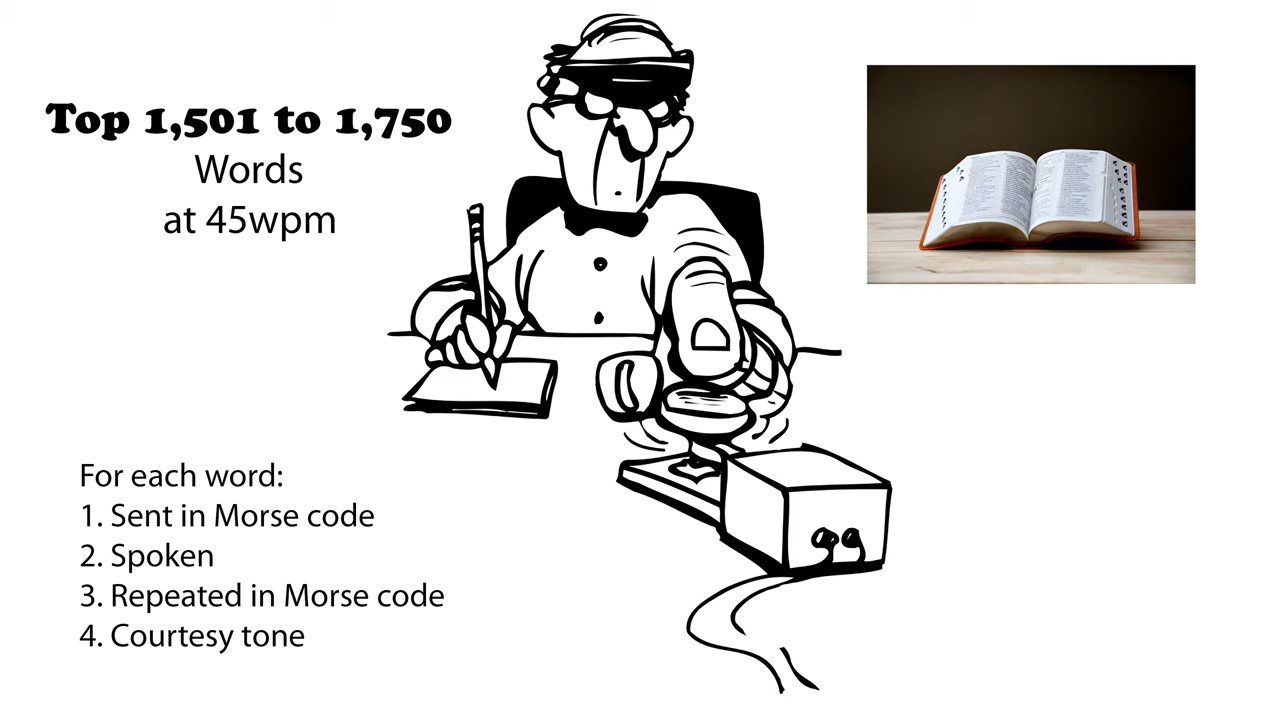 Top 1,501 to 1,750
Words
at 45wpm
For each word:
1. Sent in Morse code
2. Spoken
3. Repeated in Morse code
4. Courtesy tone